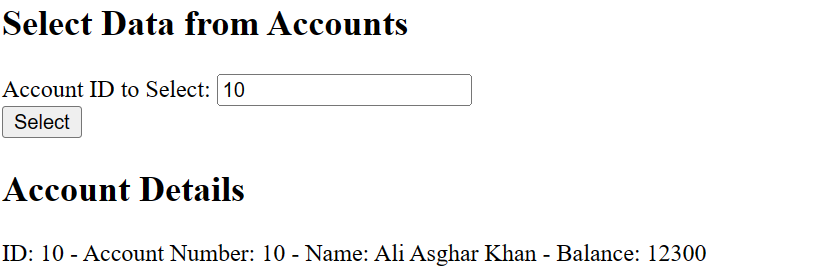 Select Data from Accounts
Account ID to Select: 10
Select
Account Details
ID: 10 - Account Number: 10 - Name: Ali Asghar Khan - Balance: 12300